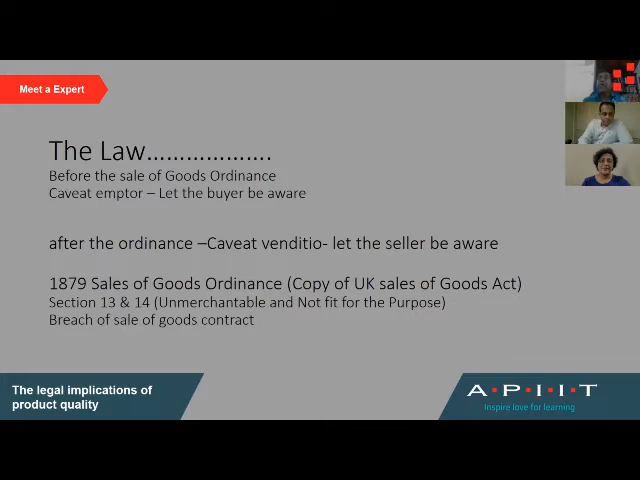 Meet a Expert
The Law……………….
Before the sale of Goods Ordinance
Caveat emptor – Let the buyer be aware
after the ordinance –Caveat venditio- let the seller be aware
1879 Sales of Goods Ordinance (Copy of UK sales of Goods Act)
Section 13 & 14 (Unmerchantable and Not fit for the Purpose)
Breach of sale of goods contract
The legal implications of
product quality
A·P·I·I·T
Inspire love for learning